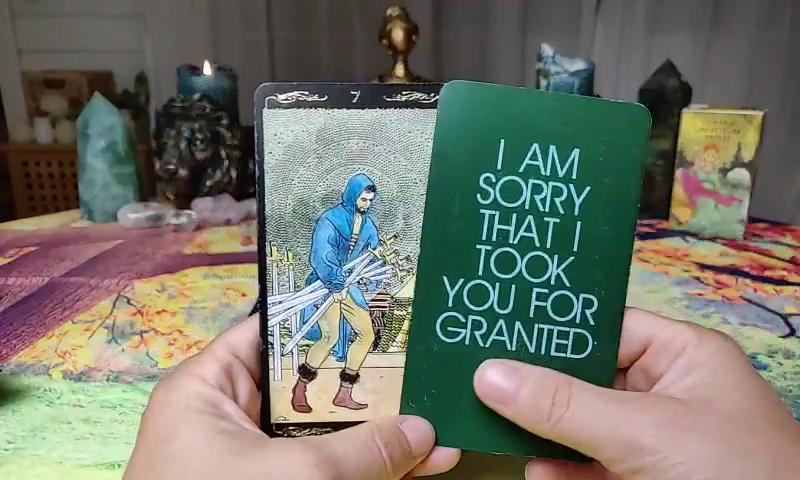 7
I AM
SORRY
THAT I
TOOK
YOU FOR
GRANTED